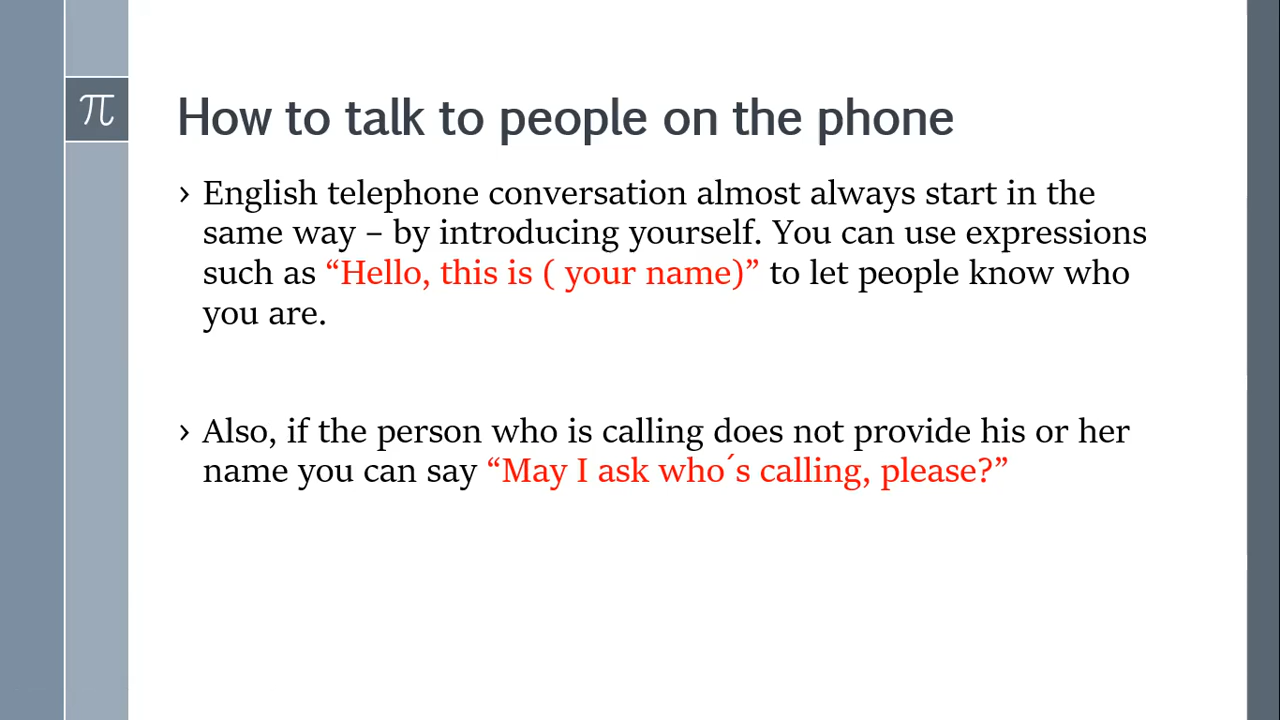 π
How to talk to people on the phone
› English telephone conversation almost always start in the
same way – by introducing yourself. You can use expressions
such as “Hello, this is ( your name)” to let people know who
you are.
› Also, if the person who is calling does not provide his or her
name you can say “May I ask who´s calling, please?”